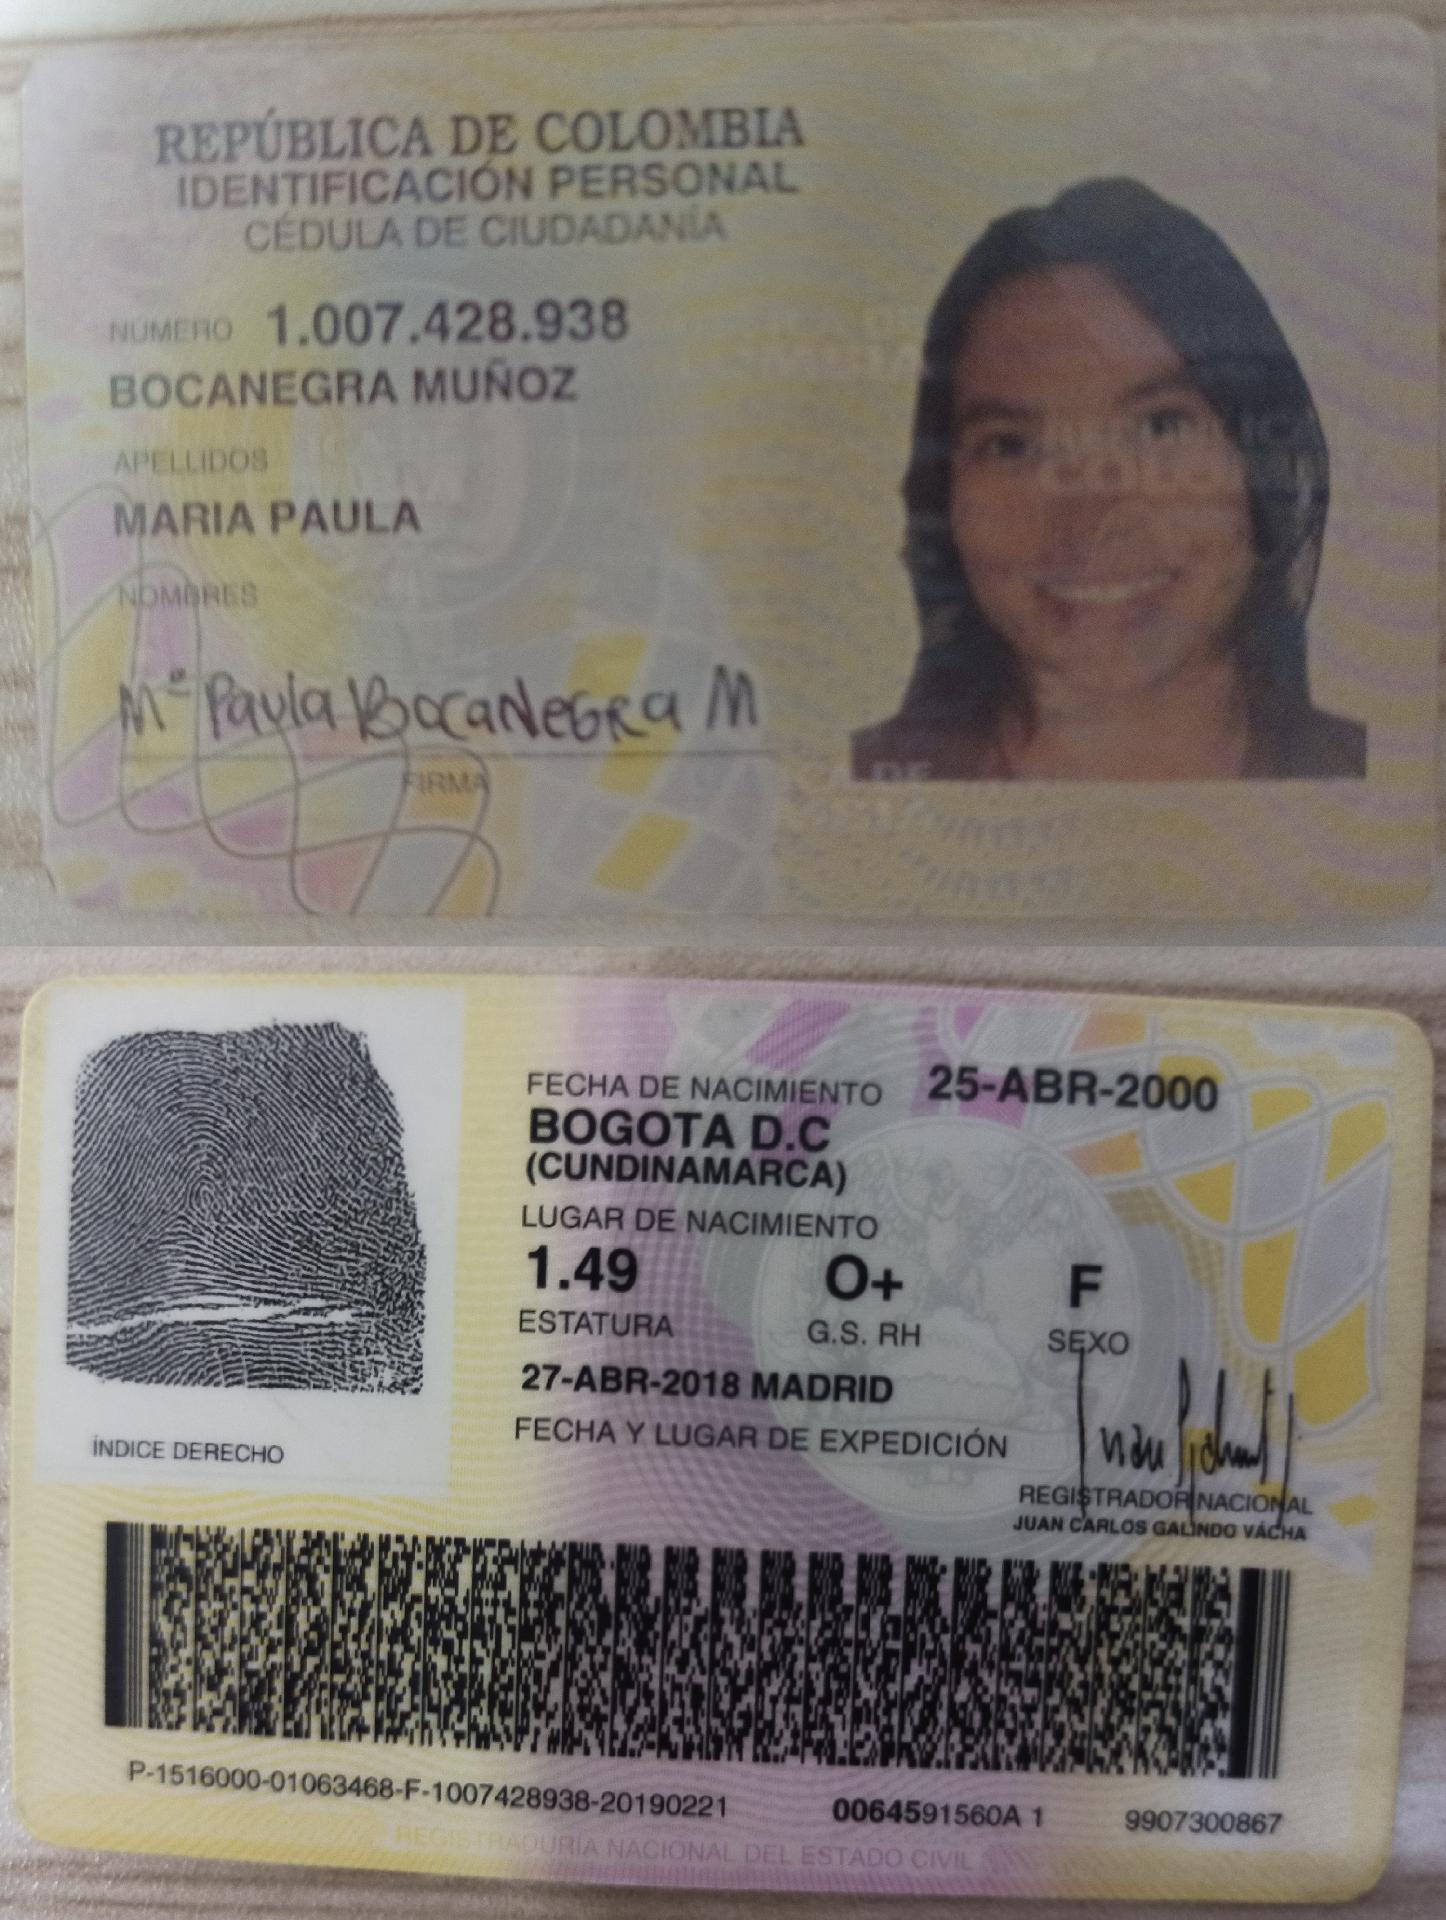 REPÚBLICA DE COLOMBIA
IDENTIFICACIÓN PERSONAL
CÉDULA DE CIUDADANÍA
NUMERO 1.007.428.938
BOCANEGRA MUÑOZ
APELLIDOS
MARIA PAULA
NOMBRES
Mª Paula Bocanegra M
FIRMA
FECHA DE NACIMIENTO 25-ABR-2000
BOGOTA D.C
(CUNDINAMARCA)
LUGAR DE NACIMIENTO
1.49 O+ F
ESTATURA G.S. RH SEXO
27-ABR-2018 MADRID
FECHA Y LUGAR DE EXPEDICIÓN
ÍNDICE DERECHO
REGISTRADOR NACIONAL
JUAN CARLOS GALINDO VÁCHA
P-1516000-01063468-F-1007428938-20190221 0064591560A 1 9907300867
REGISTRADURÍA NACIONAL DEL ESTADO CIVIL